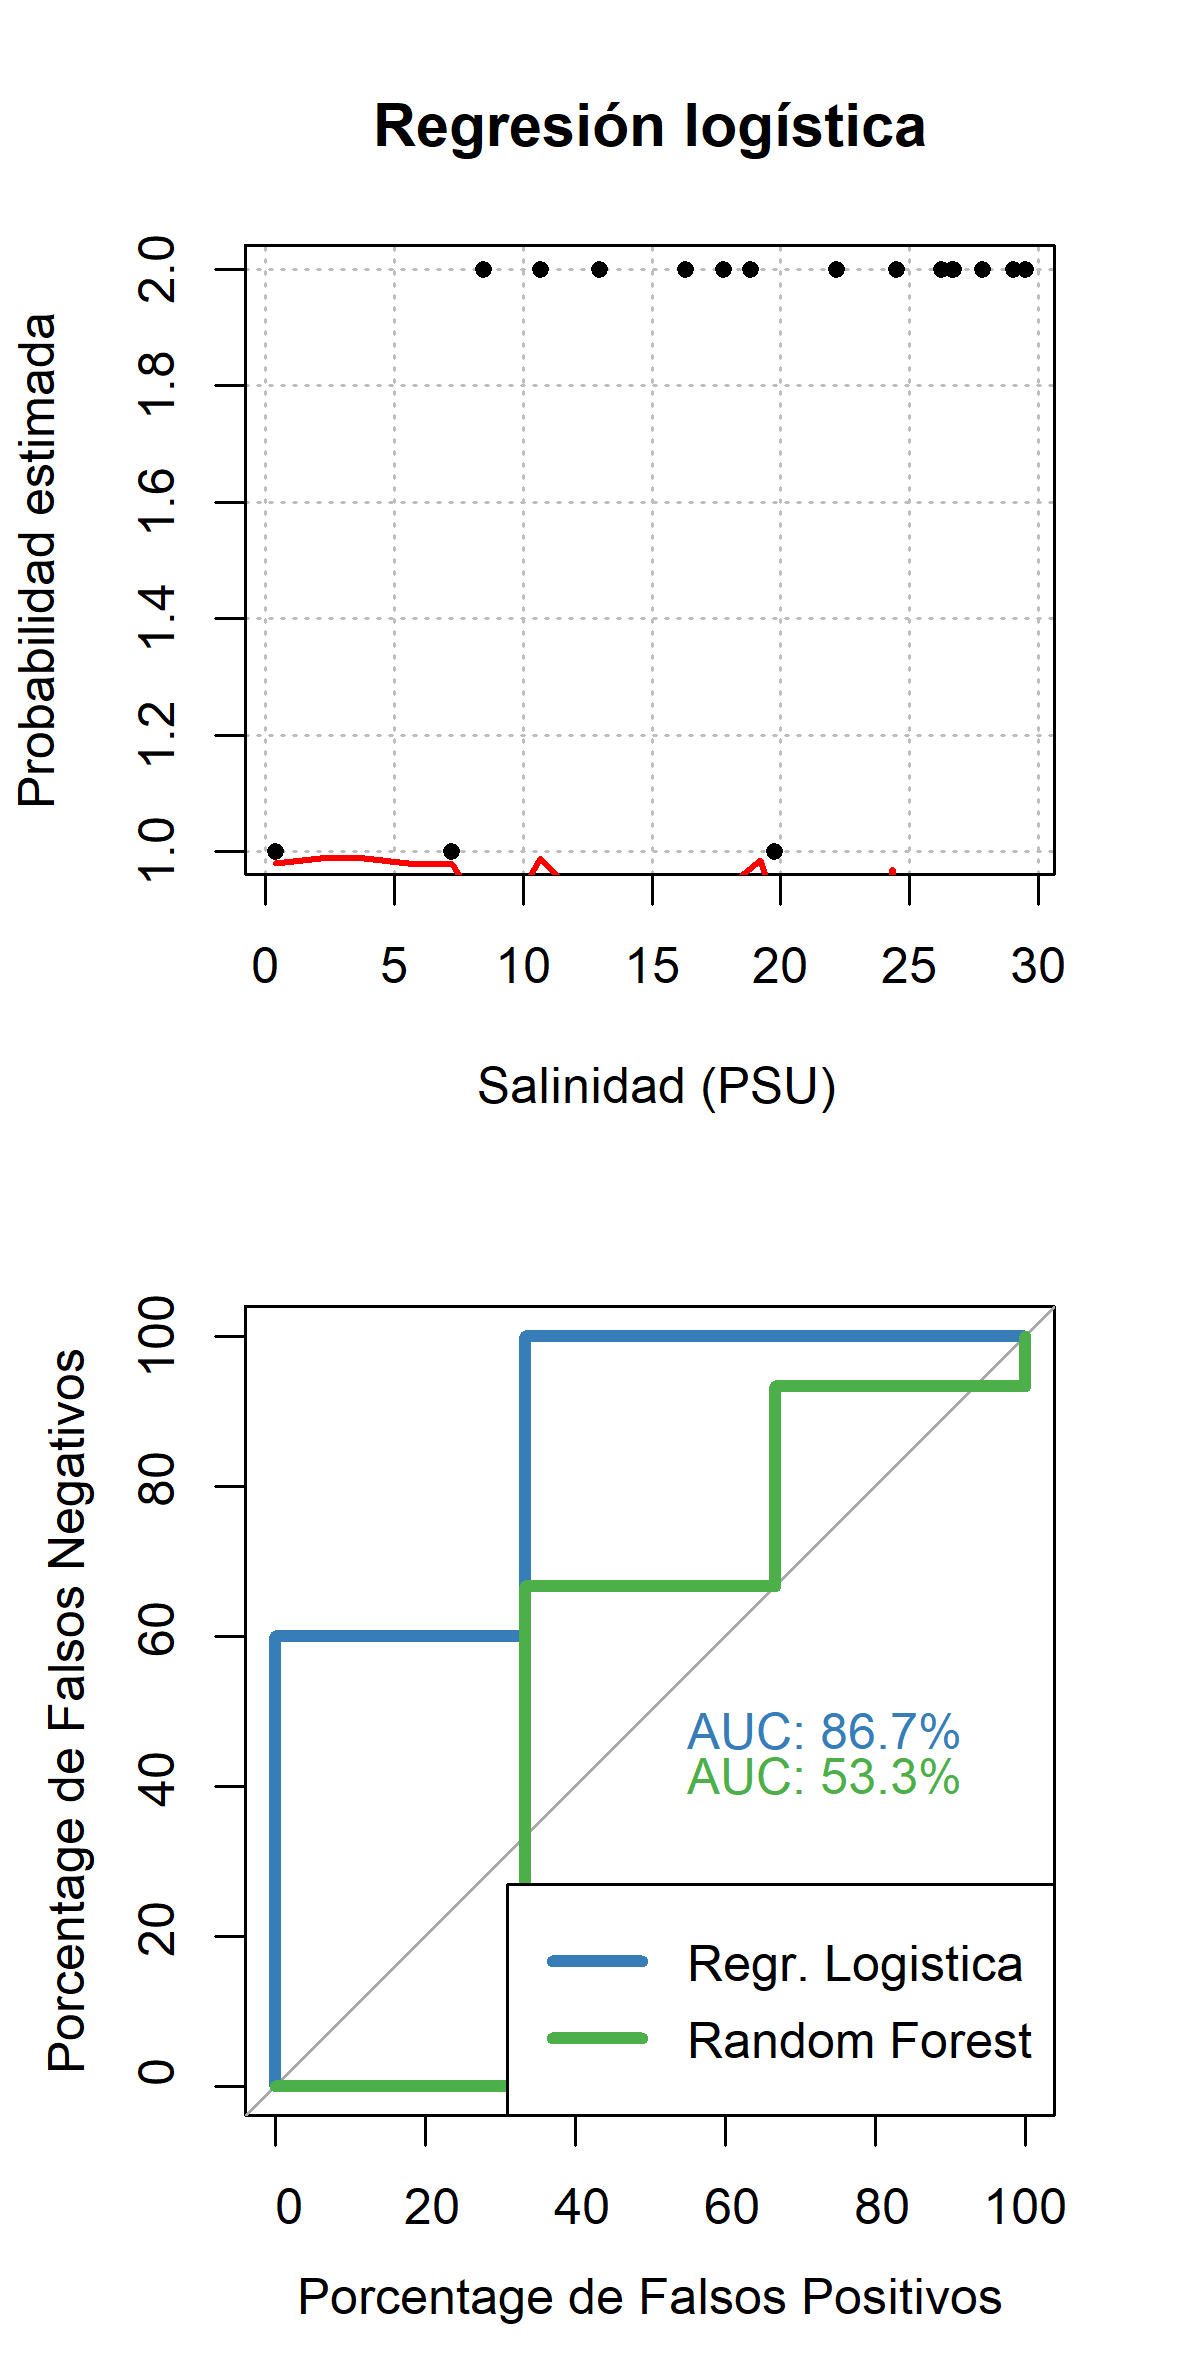 Regresión logística
Probabilidad estimada
2.0
1.8
1.6
1.4
1.2
1.0
0 5 10 15 20 25 30
Salinidad (PSU)
Porcentage de Falsos Negativos
100
80
60
40
20
0
AUC: 86.7%
AUC: 53.3%
Regr. Logistica
Random Forest
0 20 40 60 80 100
Porcentage de Falsos Positivos